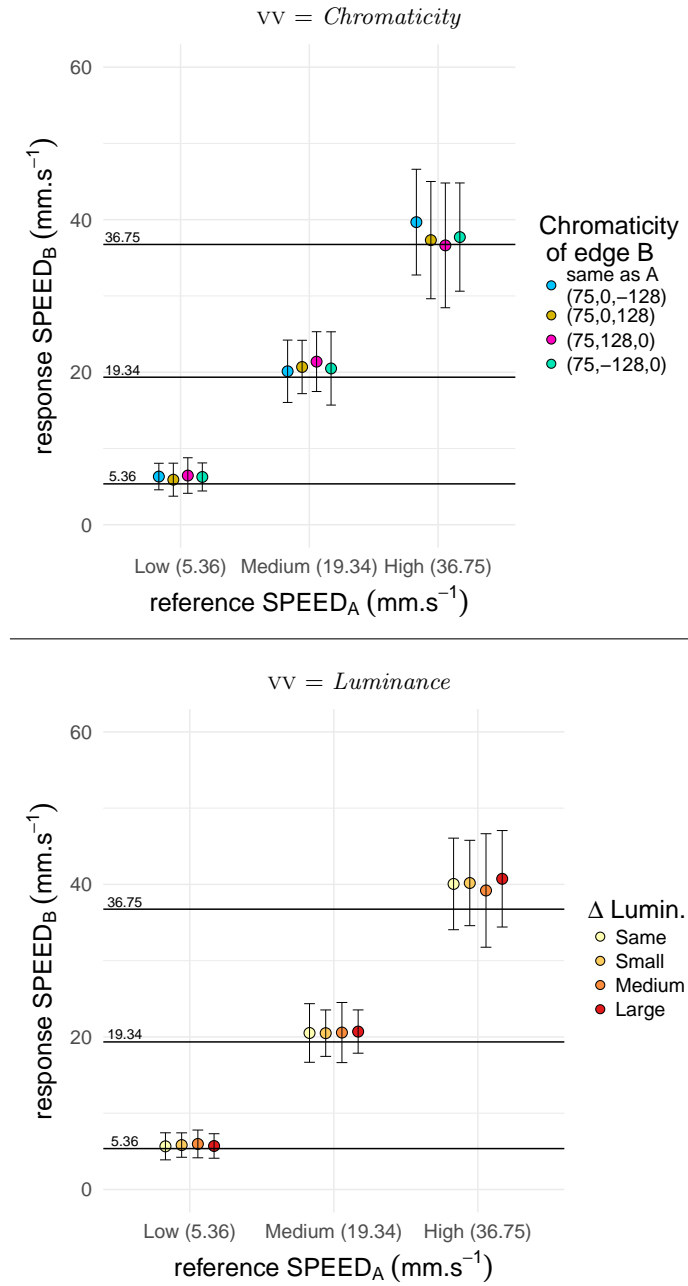 VV = Chromaticity
60
40
20
0
response SPEED_B (mm.s⁻¹)
36.75
19.34
5.36
Low (5.36) Medium (19.34) High (36.75)
reference SPEED_A (mm.s⁻¹)
Chromaticity
of edge B
same as A
(75,0,−128)
(75,0,128)
(75,128,0)
(75,−128,0)
VV = Luminance
60
40
20
0
response SPEED_B (mm.s⁻¹)
36.75
19.34
5.36
Low (5.36) Medium (19.34) High (36.75)
reference SPEED_A (mm.s⁻¹)
Δ Lumin.
Same
Small
Medium
Large